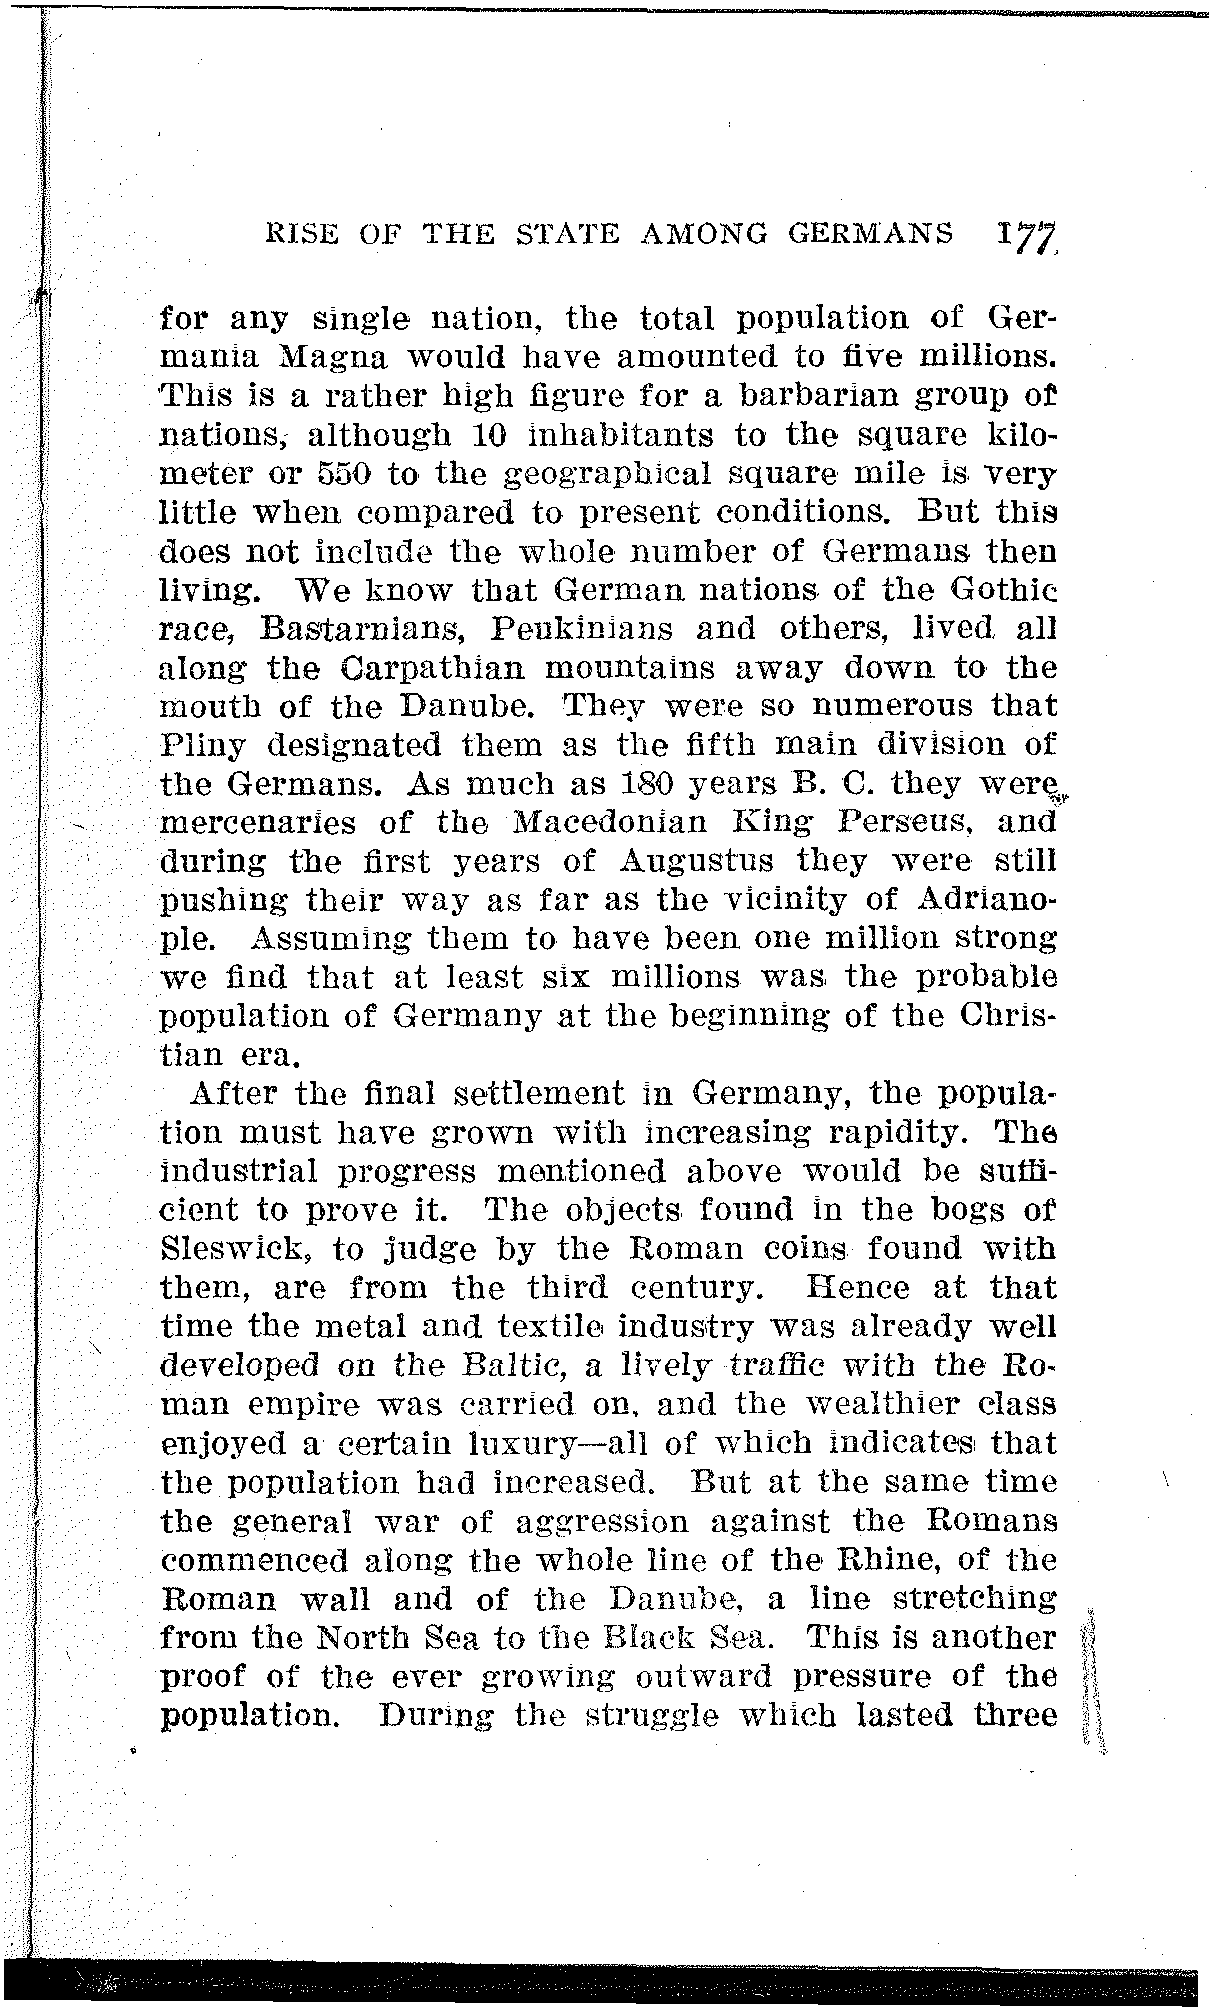 RISE OF THE STATE AMONG GERMANS 177
for any single nation, the total population of Ger-
mania Magna would have amounted to five millions.
This is a rather high figure for a barbarian group of
nations, although 10 inhabitants to the square kilo-
meter or 550 to the geographical square mile is very
little when compared to present conditions. But this
does not include the whole number of Germans then
living. We know that German nations of the Gothic
race, Bastarnians, Peukinians and others, lived all
along the Carpathian mountains away down to the
mouth of the Danube. They were so numerous that
Pliny designated them as the fifth main division of
the Germans. As much as 180 years B. C. they were
mercenaries of the Macedonian King Perseus, and
during the first years of Augustus they were still
pushing their way as far as the vicinity of Adriano-
ple. Assuming them to have been one million strong
we find that at least six millions was the probable
population of Germany at the beginning of the Chris-
tian era.
After the final settlement in Germany, the popula-
tion must have grown with increasing rapidity. The
industrial progress mentioned above would be suffi-
cient to prove it. The objects found in the bogs of
Sleswick, to judge by the Roman coins found with
them, are from the third century. Hence at that
time the metal and textile industry was already well
developed on the Baltic, a lively traffic with the Ro-
man empire was carried on, and the wealthier class
enjoyed a certain luxury—all of which indicates that
the population had increased. But at the same time
the general war of aggression against the Romans
commenced along the whole line of the Rhine, of the
Roman wall and of the Danube, a line stretching
from the North Sea to the Black Sea. This is another
proof of the ever growing outward pressure of the
population. During the struggle which lasted three